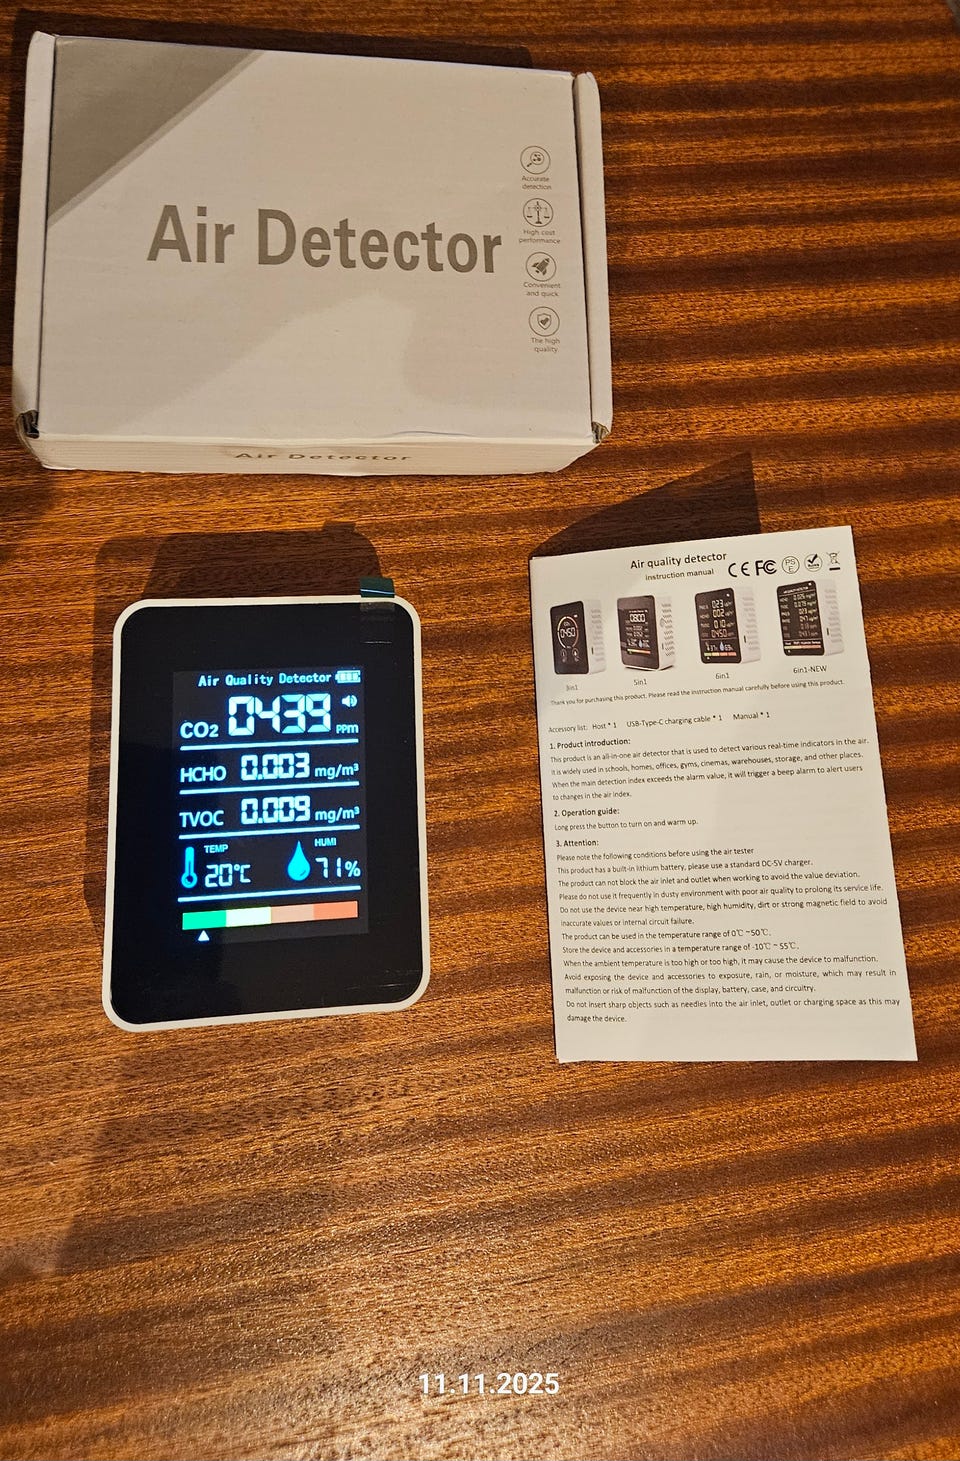 Air Detector
Accurate
detection
High cost
performance
Convenient
and quick
The high
quality
Air Detector
Air Quality Detector
CO2 0439 PPm
HCHO 0.003 mg/m³
TVOC 0.009 mg/m³
TEMP
20℃
HUMI
71%
Air quality detector
instruction manual
CE FC PS E
3in1
5in1
6in1
6in1-NEW
Thank you for purchasing this product. Please read the instruction manual carefully before using this product.
Accessory list: Host * 1 USB-Type-C charging cable * 1 Manual * 1
1. Product introduction:
This product is an all-in-one air detector that is used to detect various real-time indicators in the air.
It is widely used in schools, homes, offices, gyms, cinemas, warehouses, storage, and other places.
When the main detection index exceeds the alarm value, it will trigger a beep alarm to alert users
to changes in the air index.
2. Operation guide:
Long press the button to turn on and warm up.
3. Attention:
Please note the following conditions before using the air tester
This product has a built-in lithium battery, please use a standard DC-5V charger.
The product can not block the air inlet and outlet when working to avoid the value deviation.
Please do not use it frequently in dusty environment with poor air quality to prolong its service life.
Do not use the device near high temperature, high humidity, dirt or strong magnetic field to avoid
inaccurate values or internal circuit failure.
The product can be used in the temperature range of 0℃ ~50℃.
Store the device and accessories in a temperature range of -10℃ ~ 55℃.
When the ambient temperature is too high or too high, it may cause the device to malfunction.
Avoid exposing the device and accessories to exposure, rain, or moisture, which may result in
malfunction or risk of malfunction of the display, battery, case, and circuitry.
Do not insert sharp objects such as needles into the air inlet, outlet or charging space as this may
damage the device.
11.11.2025